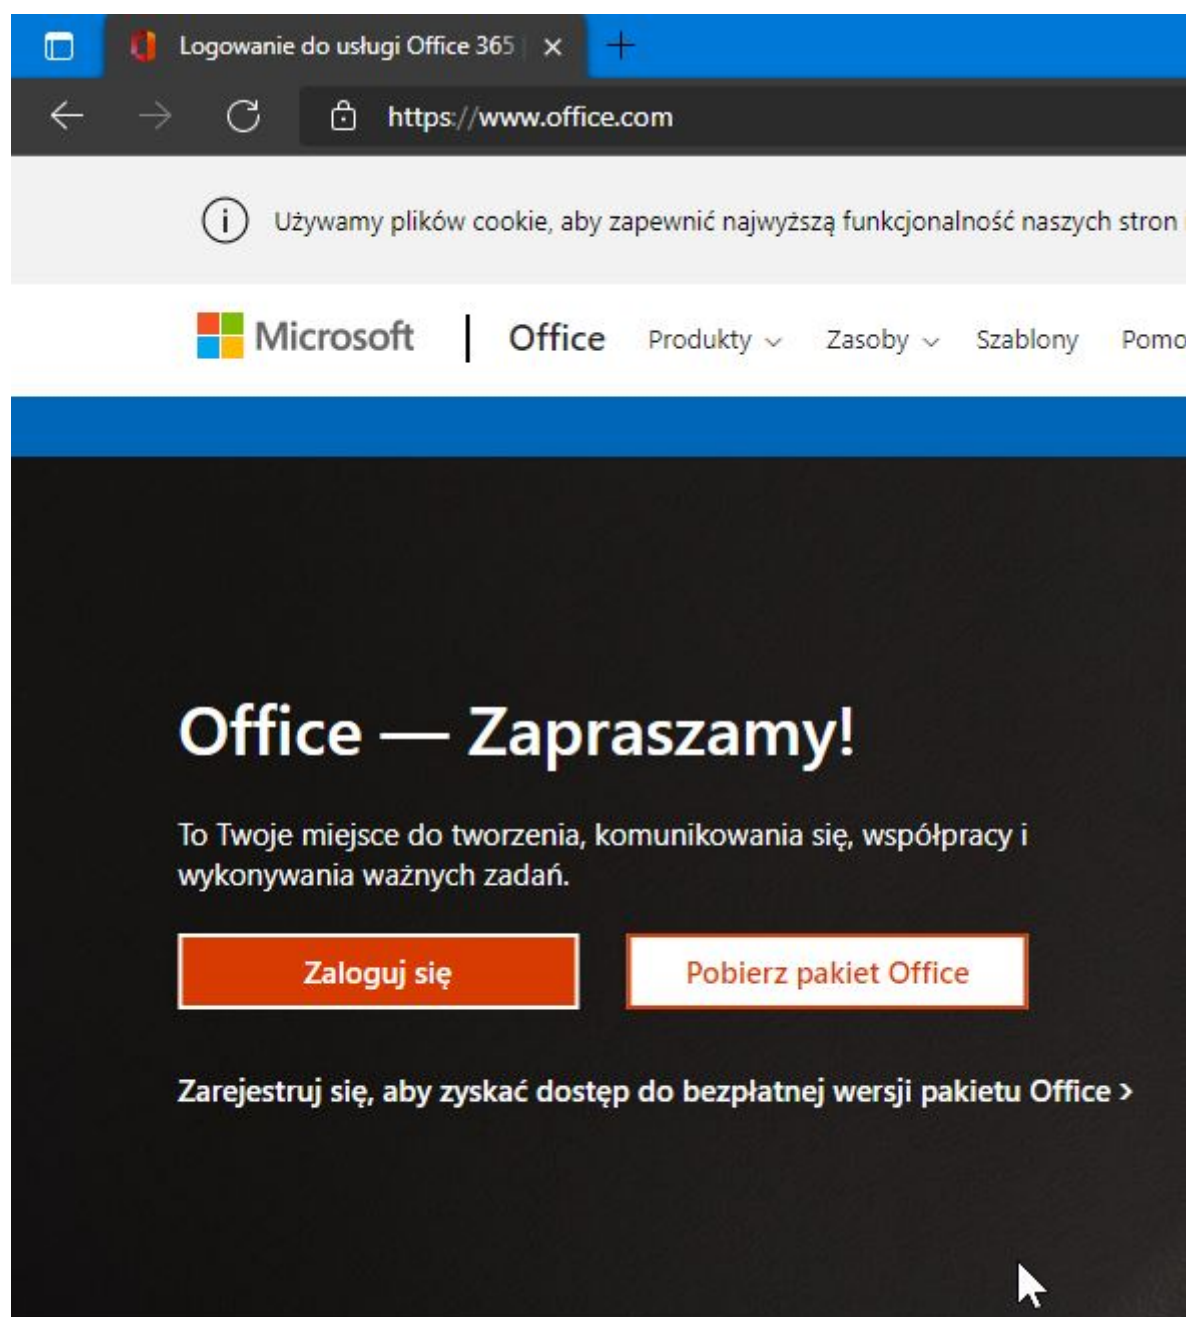 Logowanie do usługi Office 365
https://www.office.com
Używamy plików cookie, aby zapewnić najwyższą funkcjonalność naszych stron
Microsoft Office Produkty Zasoby Szablony
Office — Zapraszamy!
To Twoje miejsce do tworzenia, komunikowania się, współpracy i
wykonywania ważnych zadań.
Zaloguj się Pobierz pakiet Office
Zarejestruj się, aby zyskać dostęp do bezpłatnej wersji pakietu Office >